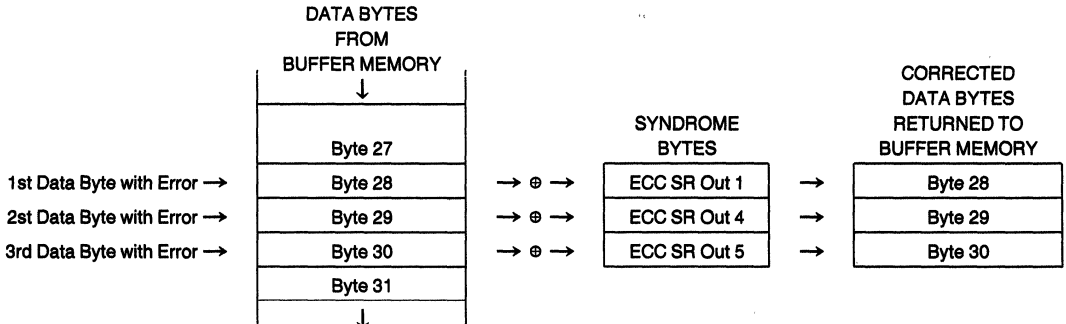 DATA BYTES
FROM
BUFFER MEMORY
↓
Byte 27
1st Data Byte with Error → Byte 28 → ⊕ → ECC SR Out 1 → Byte 28
2st Data Byte with Error → Byte 29 → ⊕ → ECC SR Out 4 → Byte 29
3rd Data Byte with Error → Byte 30 → ⊕ → ECC SR Out 5 → Byte 30
Byte 31
↓
SYNDROME
BYTES
CORRECTED
DATA BYTES
RETURNED TO
BUFFER MEMORY